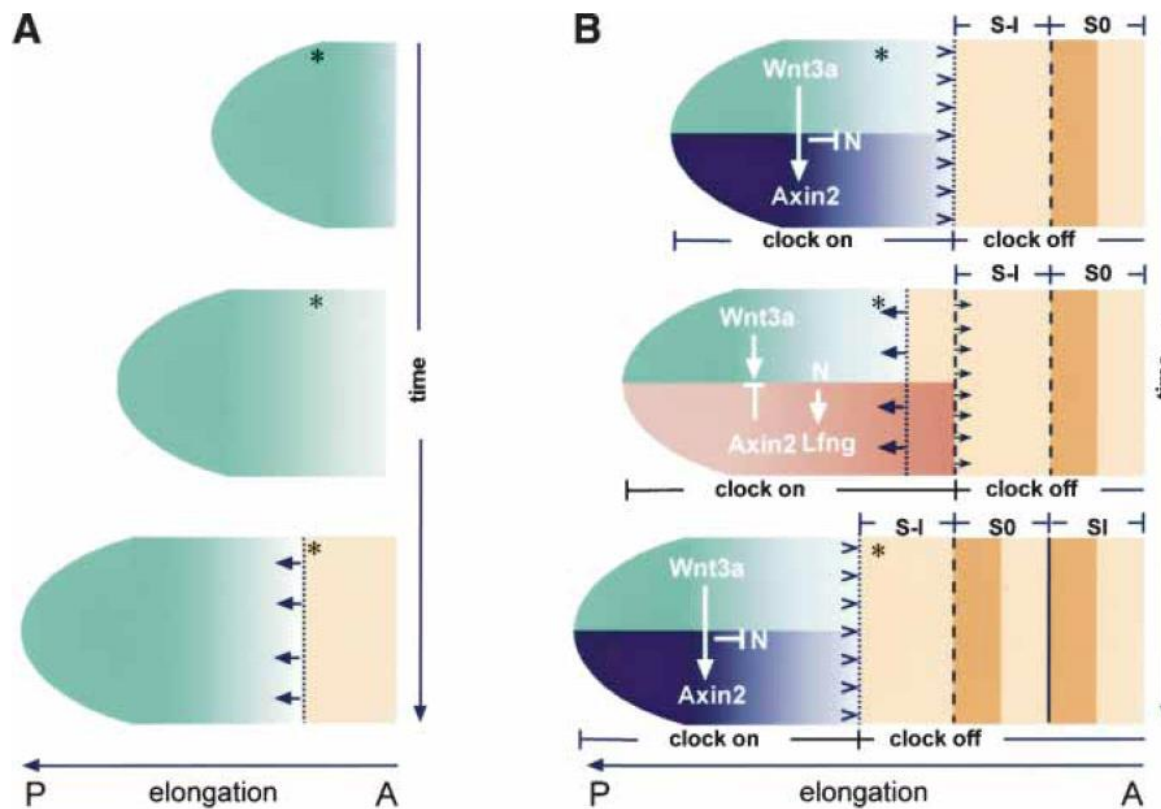 A
*
*
*
time
P
elongation
A
B
S-I
S0
*
Wnt3a
N
Axin2
clock on
clock off
S-I
S0
*
Wnt3a
N
Axin2 Lfng
clock on
clock off
S-I
S0
SI
*
Wnt3a
N
Axin2
clock on
clock off
P
elongation
A